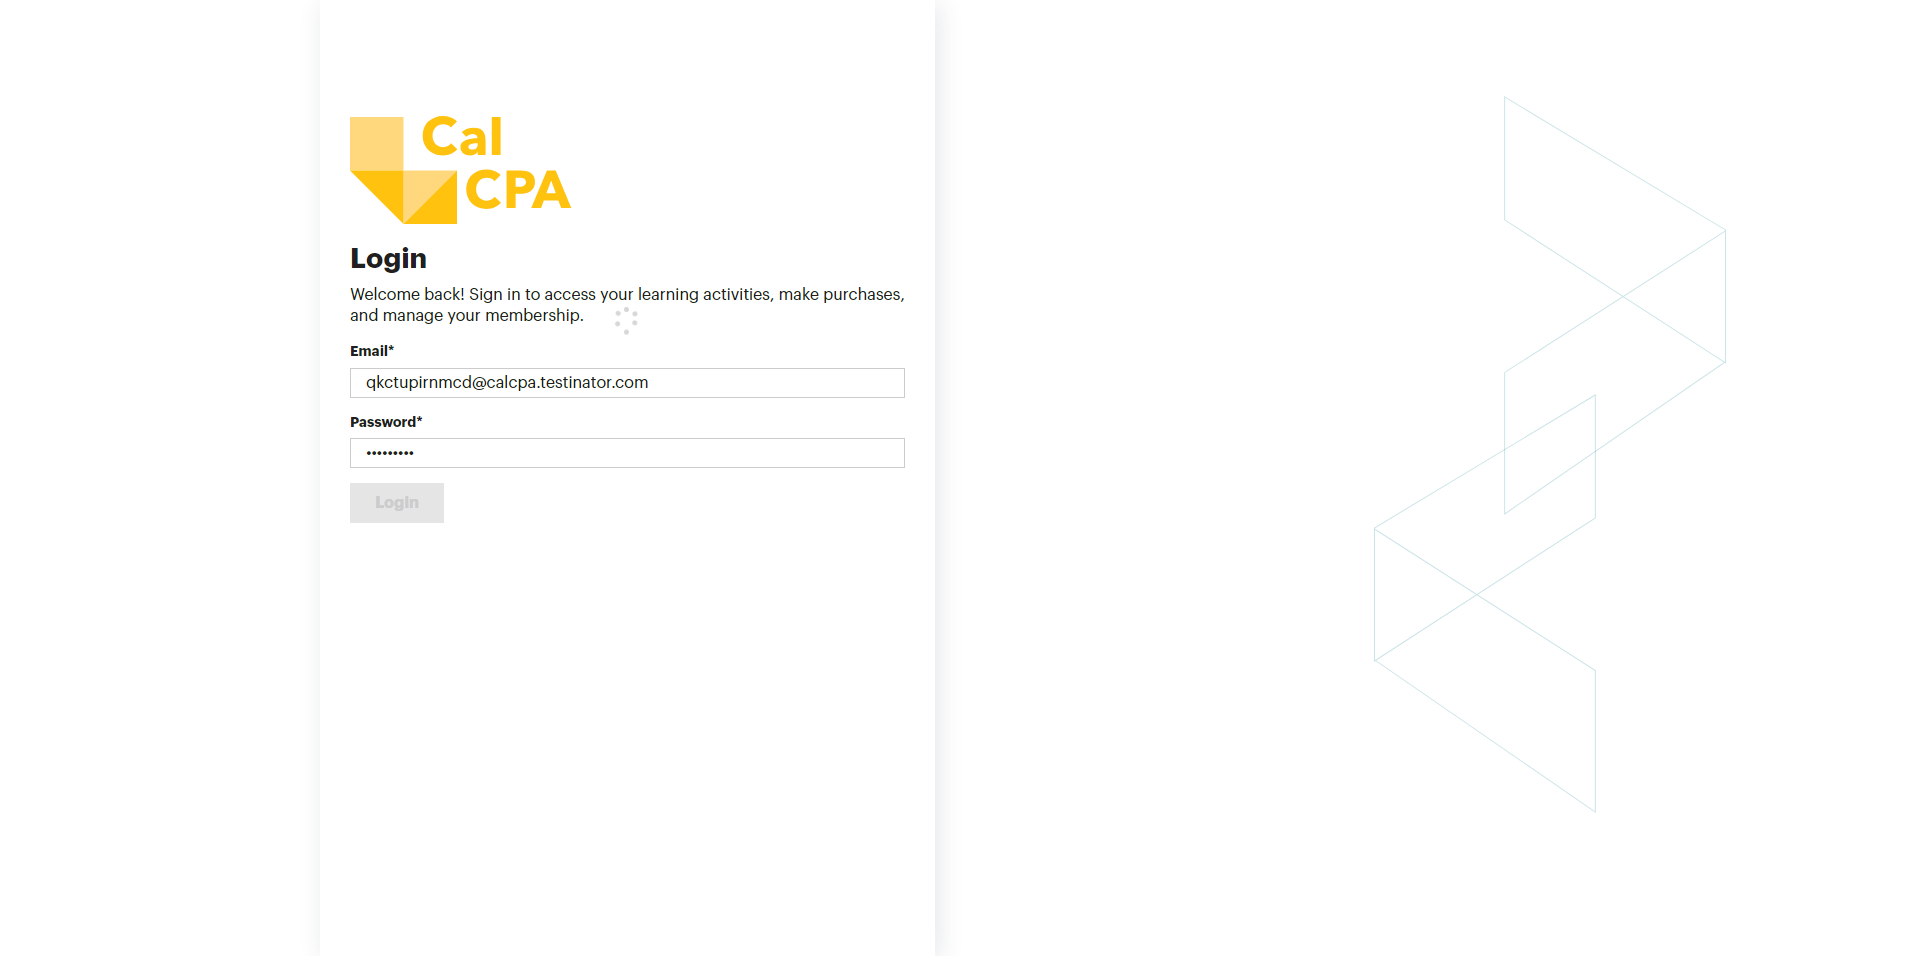 Cal
CPA
Login
Welcome back! Sign in to access your learning activities, make purchases,
and manage your membership.
Email*
qkctupirnmcd@calcpa.testinator.com
Password*
•••••••••
Login